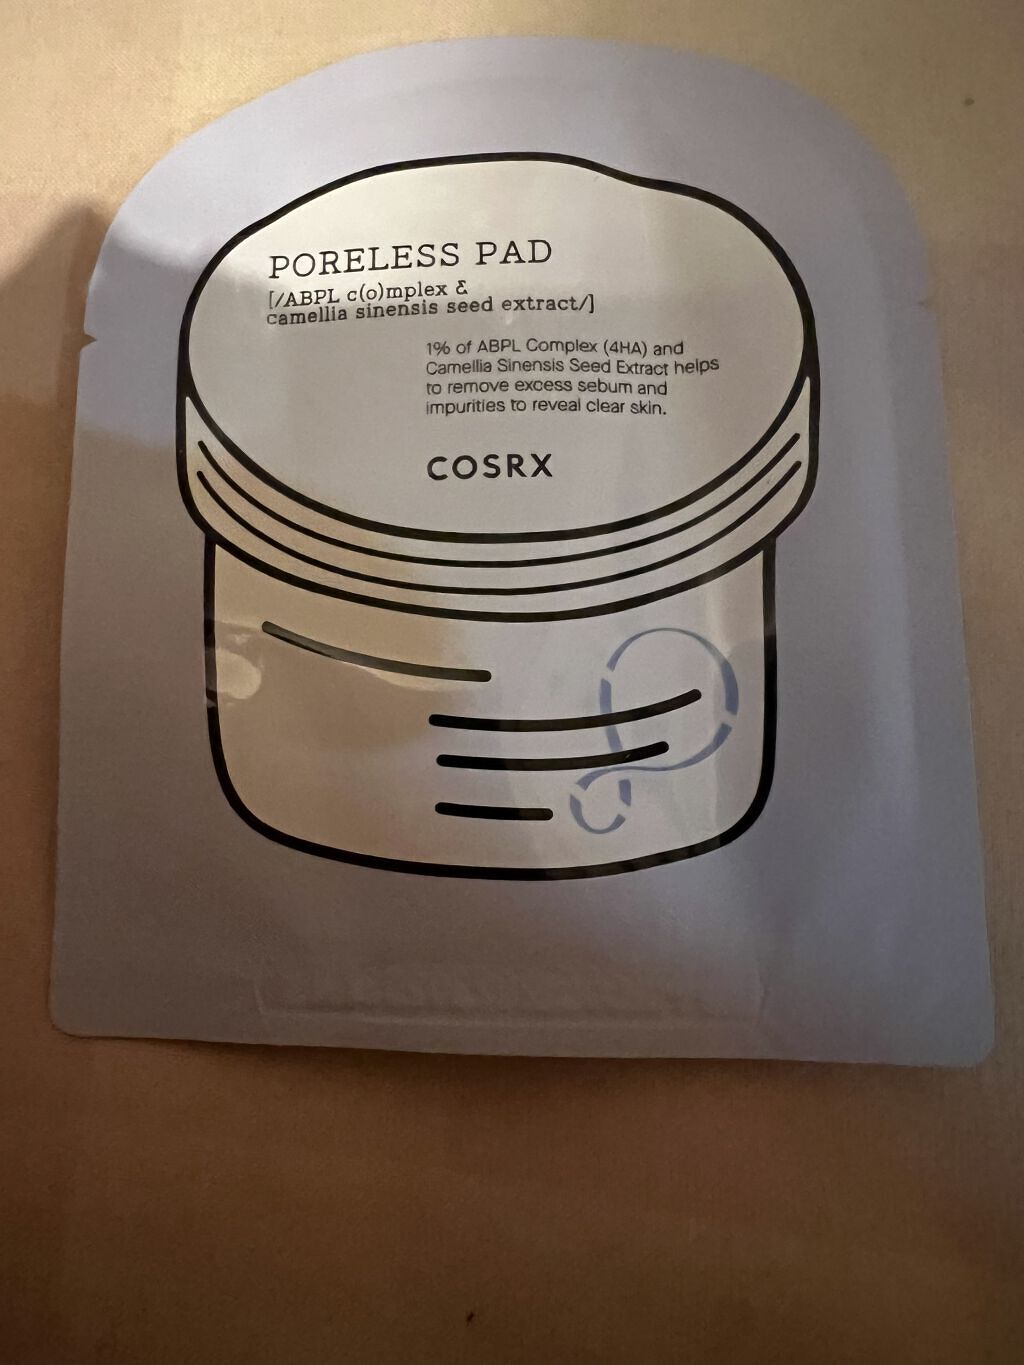 PORELESS PAD
[/ABPL c(o)mplex &
camellia sinensis seed extract/]
1% of ABPL Complex (4HA) and
Camellia Sinensis Seed Extract helps
to remove excess sebum and
impurities to reveal clear skin.
COSRX